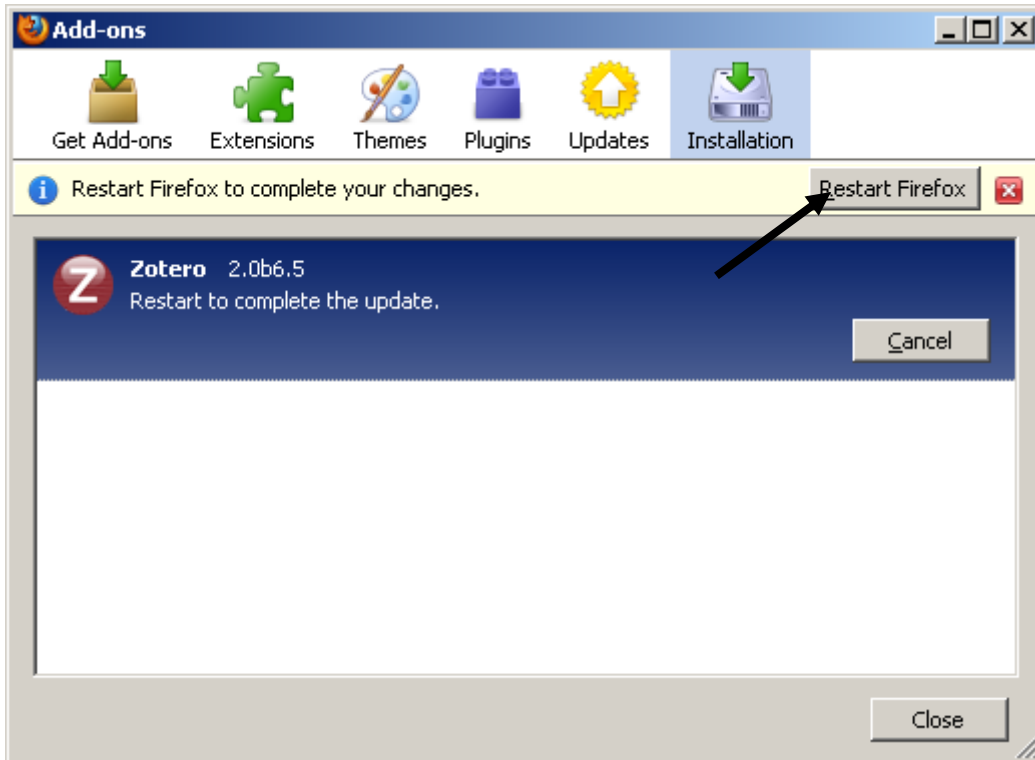 Add-ons
Get Add-ons Extensions Themes Plugins Updates Installation
Restart Firefox to complete your changes. Restart Firefox
Z Zotero 2.0b6.5
Restart to complete the update.
Cancel
Close